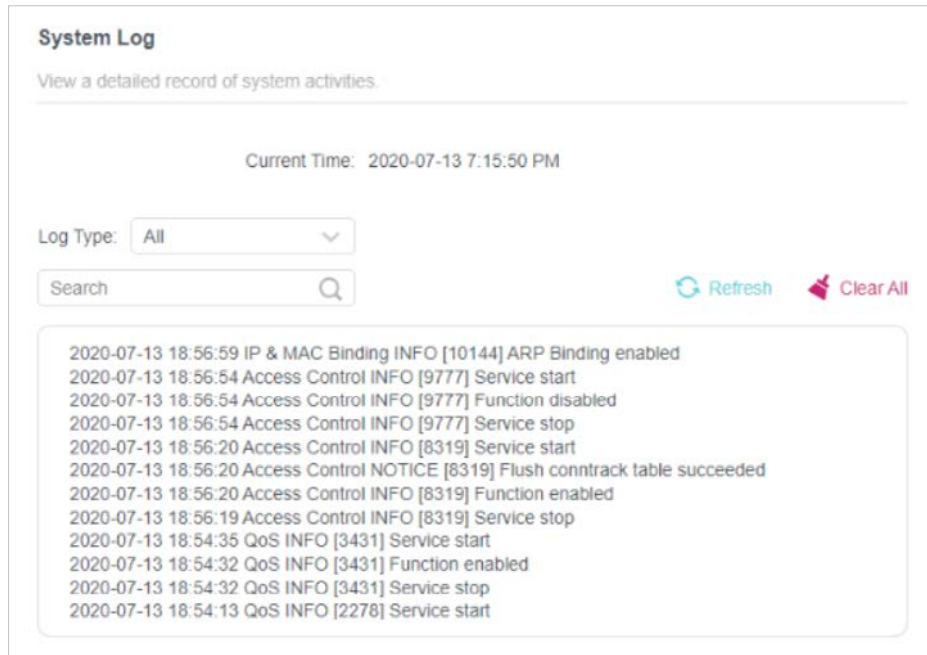 System Log
View a detailed record of system activities.
Current Time: 2020-07-13 7:15:50 PM
Log Type: All
Search
Refresh Clear All
2020-07-13 18:56:59 IP & MAC Binding INFO [10144] ARP Binding enabled
2020-07-13 18:56:54 Access Control INFO [9777] Service start
2020-07-13 18:56:54 Access Control INFO [9777] Function disabled
2020-07-13 18:56:54 Access Control INFO [9777] Service stop
2020-07-13 18:56:20 Access Control INFO [8319] Service start
2020-07-13 18:56:20 Access Control NOTICE [8319] Flush conntrack table succeeded
2020-07-13 18:56:20 Access Control INFO [8319] Function enabled
2020-07-13 18:56:19 Access Control INFO [8319] Service stop
2020-07-13 18:54:35 QoS INFO [3431] Service start
2020-07-13 18:54:32 QoS INFO [3431] Function enabled
2020-07-13 18:54:32 QoS INFO [3431] Service stop
2020-07-13 18:54:13 QoS INFO [2278] Service start